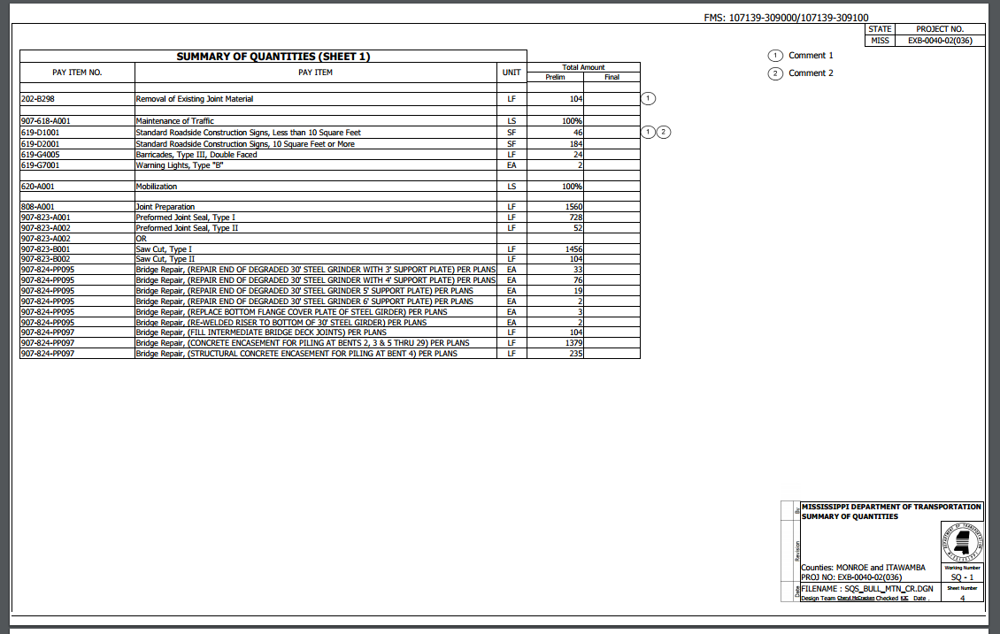 FMS: 107139-309000/107139-309100
STATE PROJECT NO.
MISS EXB-0040-02(036)
1 Comment 1
2 Comment 2
SUMMARY OF QUANTITIES (SHEET 1)
PAY ITEM NO. PAY ITEM UNIT Total Amount
Prelim Final
202-B298 Removal of Existing Joint Material LF 104 1
907-618-A001 Maintenance of Traffic LS 100%
619-D1001 Standard Roadside Construction Signs, Less than 10 Square Feet SF 46 1 2
619-D2001 Standard Roadside Construction Signs, 10 Square Feet or More SF 184
619-G4005 Barricades, Type III, Double Faced LF 24
619-G7001 Warning Lights, Type "B" EA 2
620-A001 Mobilization LS 100%
808-A001 Joint Preparation LF 1560
907-823-A001 Preformed Joint Seal, Type I LF 728
907-823-A002 Preformed Joint Seal, Type II LF 52
907-823-A002 OR
907-823-B001 Saw Cut, Type I LF 1456
907-823-B002 Saw Cut, Type II LF 104
907-824-PP095 Bridge Repair, (REPAIR END OF DEGRADED 30' STEEL GRINDER WITH 3' SUPPORT PLATE) PER PLANS EA 33
907-824-PP095 Bridge Repair, (REPAIR END OF DEGRADED 30' STEEL GRINDER WITH 4' SUPPORT PLATE) PER PLANS EA 76
907-824-PP095 Bridge Repair, (REPAIR END OF DEGRADED 30' STEEL GRINDER 5' SUPPORT PLATE) PER PLANS EA 19
907-824-PP095 Bridge Repair, (REPAIR END OF DEGRADED 30' STEEL GRINDER 6' SUPPORT PLATE) PER PLANS EA 2
907-824-PP095 Bridge Repair, (REPLACE BOTTOM FLANGE COVER PLATE OF STEEL GIRDER) PER PLANS EA 3
907-824-PP095 Bridge Repair, (RE-WELDED RISER TO BOTTOM OF 30' STEEL GIRDER) PER PLANS EA 2
907-824-PP097 Bridge Repair, (FILL INTERMEDIATE BRIDGE DECK JOINTS) PER PLANS LF 104
907-824-PP097 Bridge Repair, (CONCRETE ENCASEMENT FOR PILING AT BENTS 2, 3 & 5 THRU 29) PER PLANS LF 1379
907-824-PP097 Bridge Repair, (STRUCTURAL CONCRETE ENCASEMENT FOR PILING AT BENT 4) PER PLANS LF 235
By
Revision
Date
MISSISSIPPI DEPARTMENT OF TRANSPORTATION
SUMMARY OF QUANTITIES
Counties: MONROE and ITAWAMBA
PROJ NO: EXB-0040-02(036)
FILENAME : SQS_BULL_MTN_CR.DGN
Design Team Checked Date
Working Number
SQ - 1
Sheet Number
4